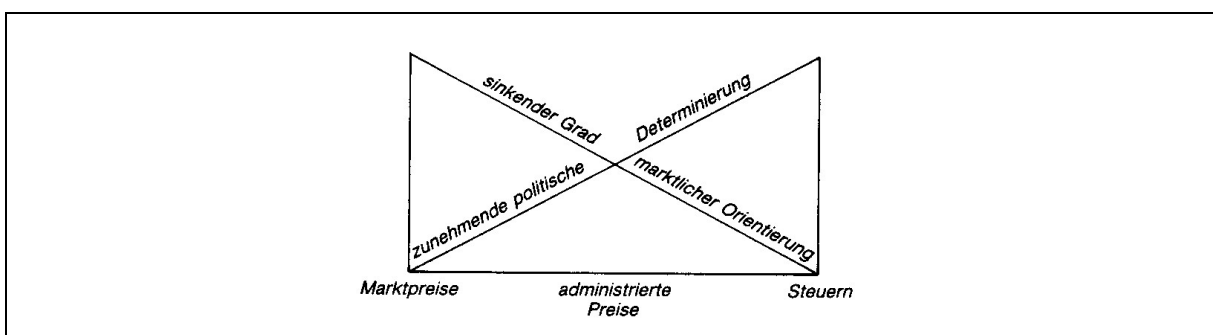 sinkender Grad
marktlicher Orientierung
zunehmende politische
Determinierung
Marktpreise
administrierte
Preise
Steuern